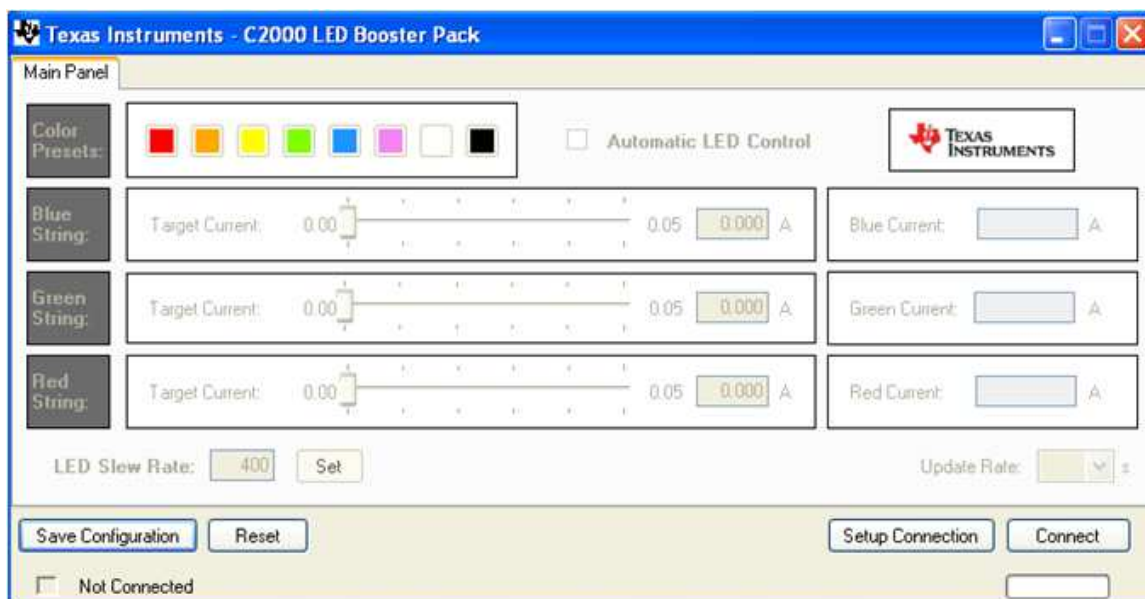 Texas Instruments - C2000 LED Booster Pack
Main Panel
Color
Presets:
Automatic LED Control
TEXAS
INSTRUMENTS
Blue
String:
Target Current: 0.00 0.05 0.000 A
Blue Current: A
Green
String:
Target Current: 0.00 0.05 0.000 A
Green Current: A
Red
String:
Target Current: 0.00 0.05 0.000 A
Red Current: A
LED Slew Rate: 400 Set
Update Rate: s
Save Configuration Reset Setup Connection Connect
Not Connected